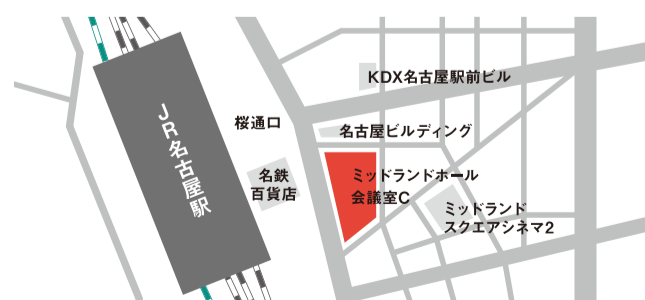 KDX名古屋駅前ビル
桜通口
名古屋ビルディング
JR名古屋駅
名鉄
百貨店
ミッドランドホール
会議室C
ミッドランド
スクエアシネマ2